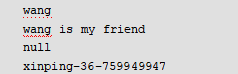 wang
wang is my friend
null
xinping-36-759949947